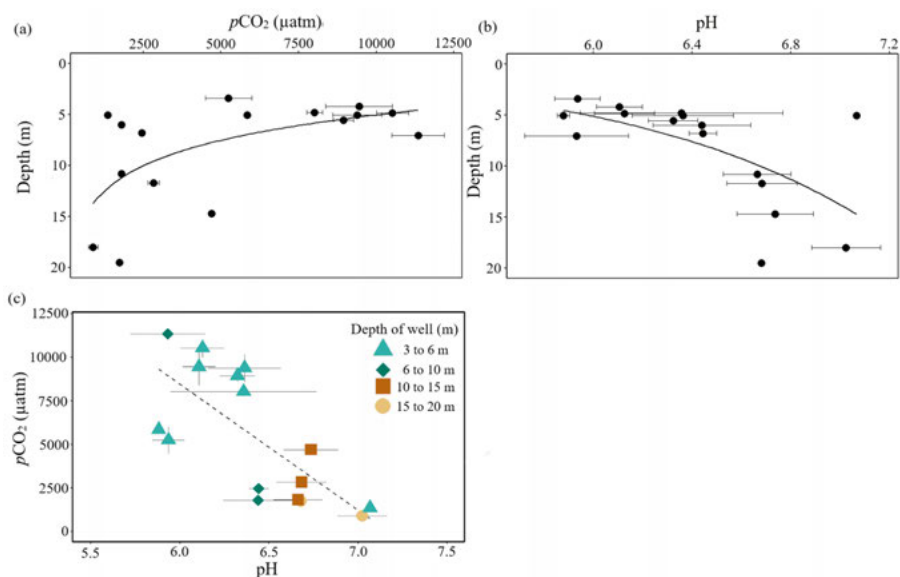 (a)
pCO₂ (µatm)
2500 5000 7500 10000 12500
0
5
10
15
20
Depth (m)
(b)
pH
6.0 6.4 6.8 7.2
0
5
10
15
20
Depth (m)
(c)
12500
10000
7500
5000
2500
0
pCO₂ (µatm)
Depth of well (m)
3 to 6 m
6 to 10 m
10 to 15 m
15 to 20 m
5.5 6.0 6.5 7.0 7.5
pH